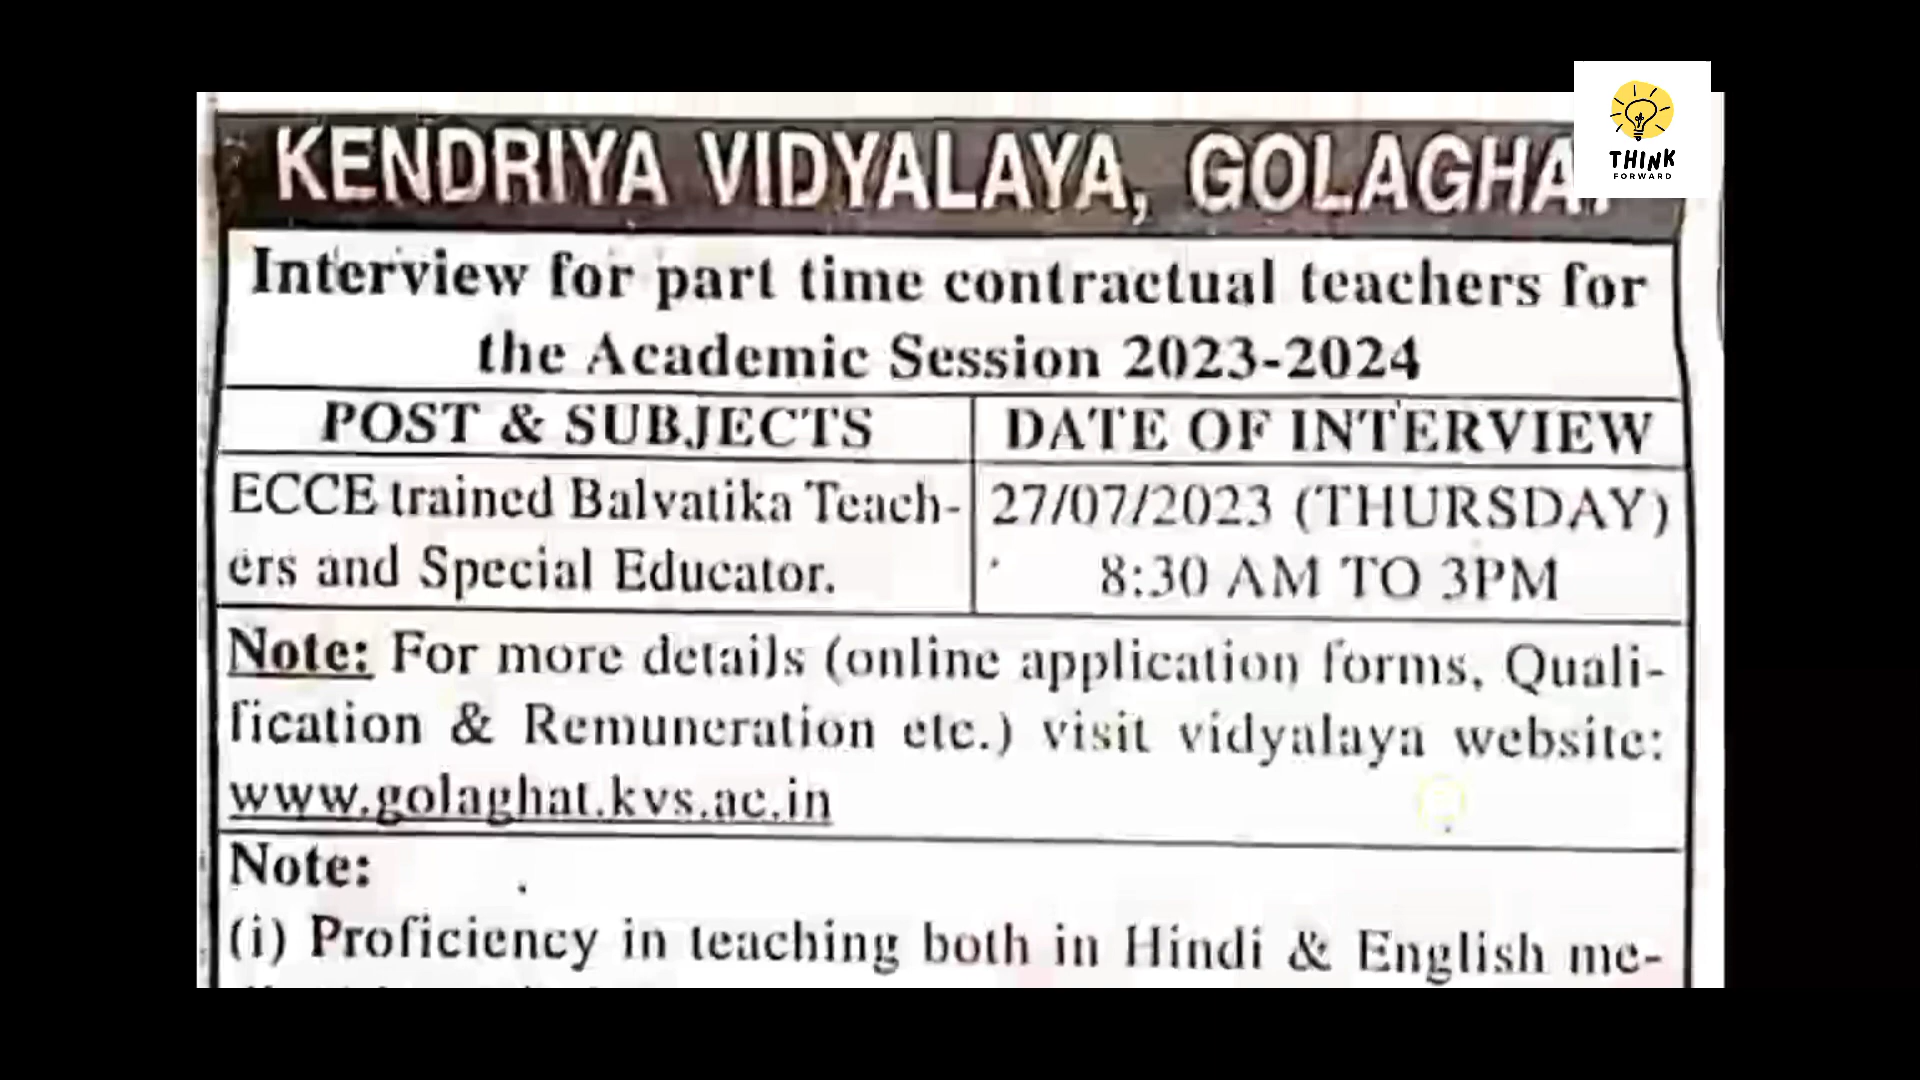 KENDRIYA VIDYALAYA, GOLAGHAT
THINK
FORWARD
Interview for part time contractual teachers for
the Academic Session 2023-2024
POST & SUBJECTS
DATE OF INTERVIEW
ECCE trained Balvatika Teach-
ers and Special Educator.
27/07/2023 (THURSDAY)
8:30 AM TO 3PM
Note: For more details (online application forms, Quali-
fication & Remuneration etc.) visit vidyalaya website:
www.golaghat.kvs.ac.in
Note:
(i) Proficiency in teaching both in Hindi & English me-